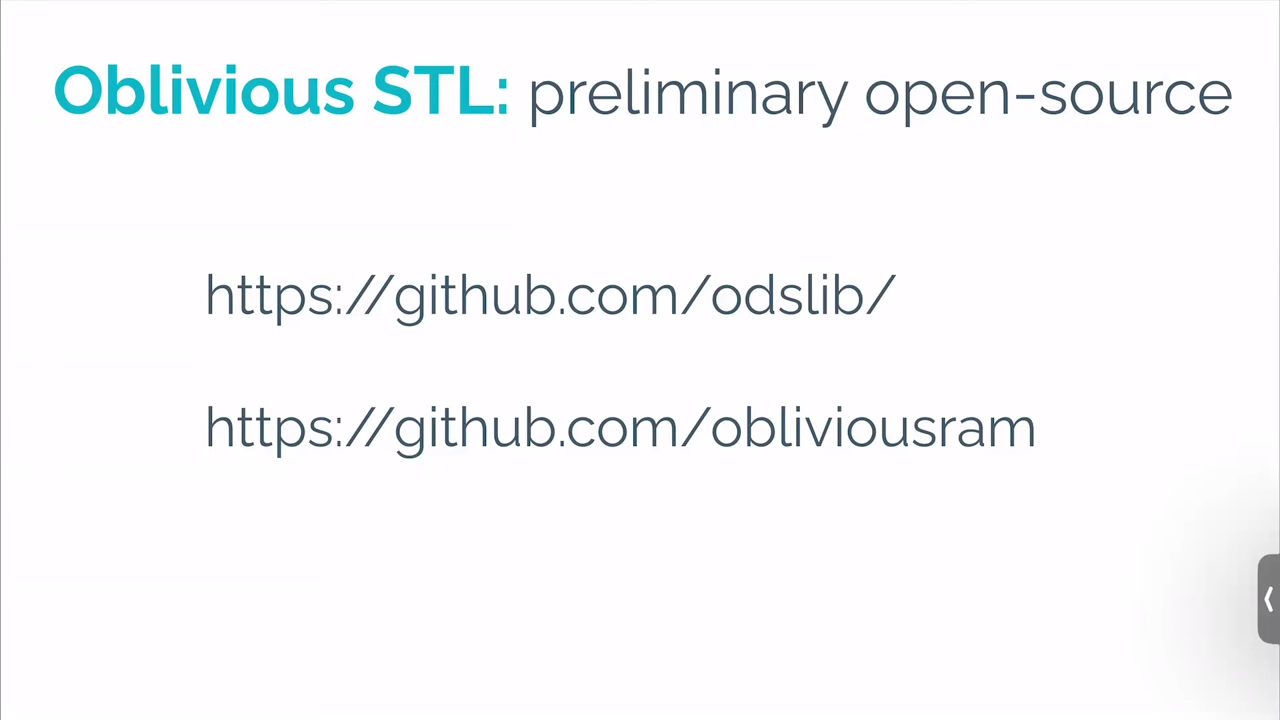 Oblivious STL: preliminary open-source
https://github.com/odslib/
https://github.com/obliviousram